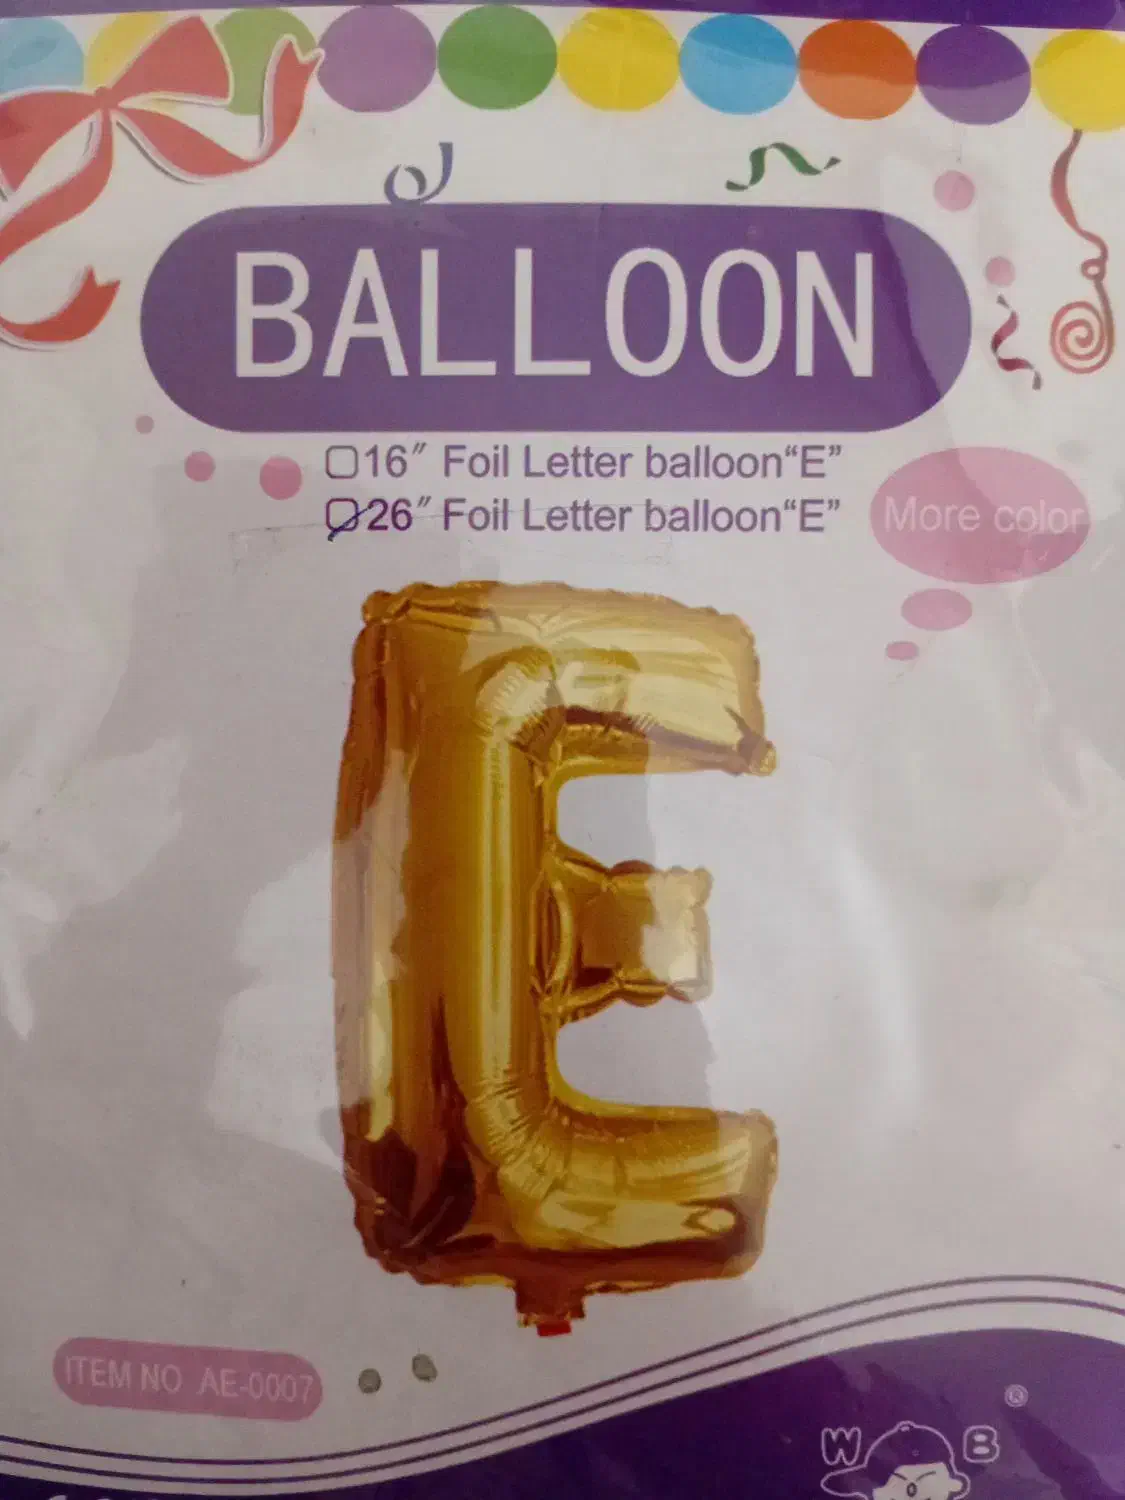 BALLOON
16″ Foil Letter balloon“E”
26″ Foil Letter balloon“E”
More color
ITEM NO AE-0007
®
W B